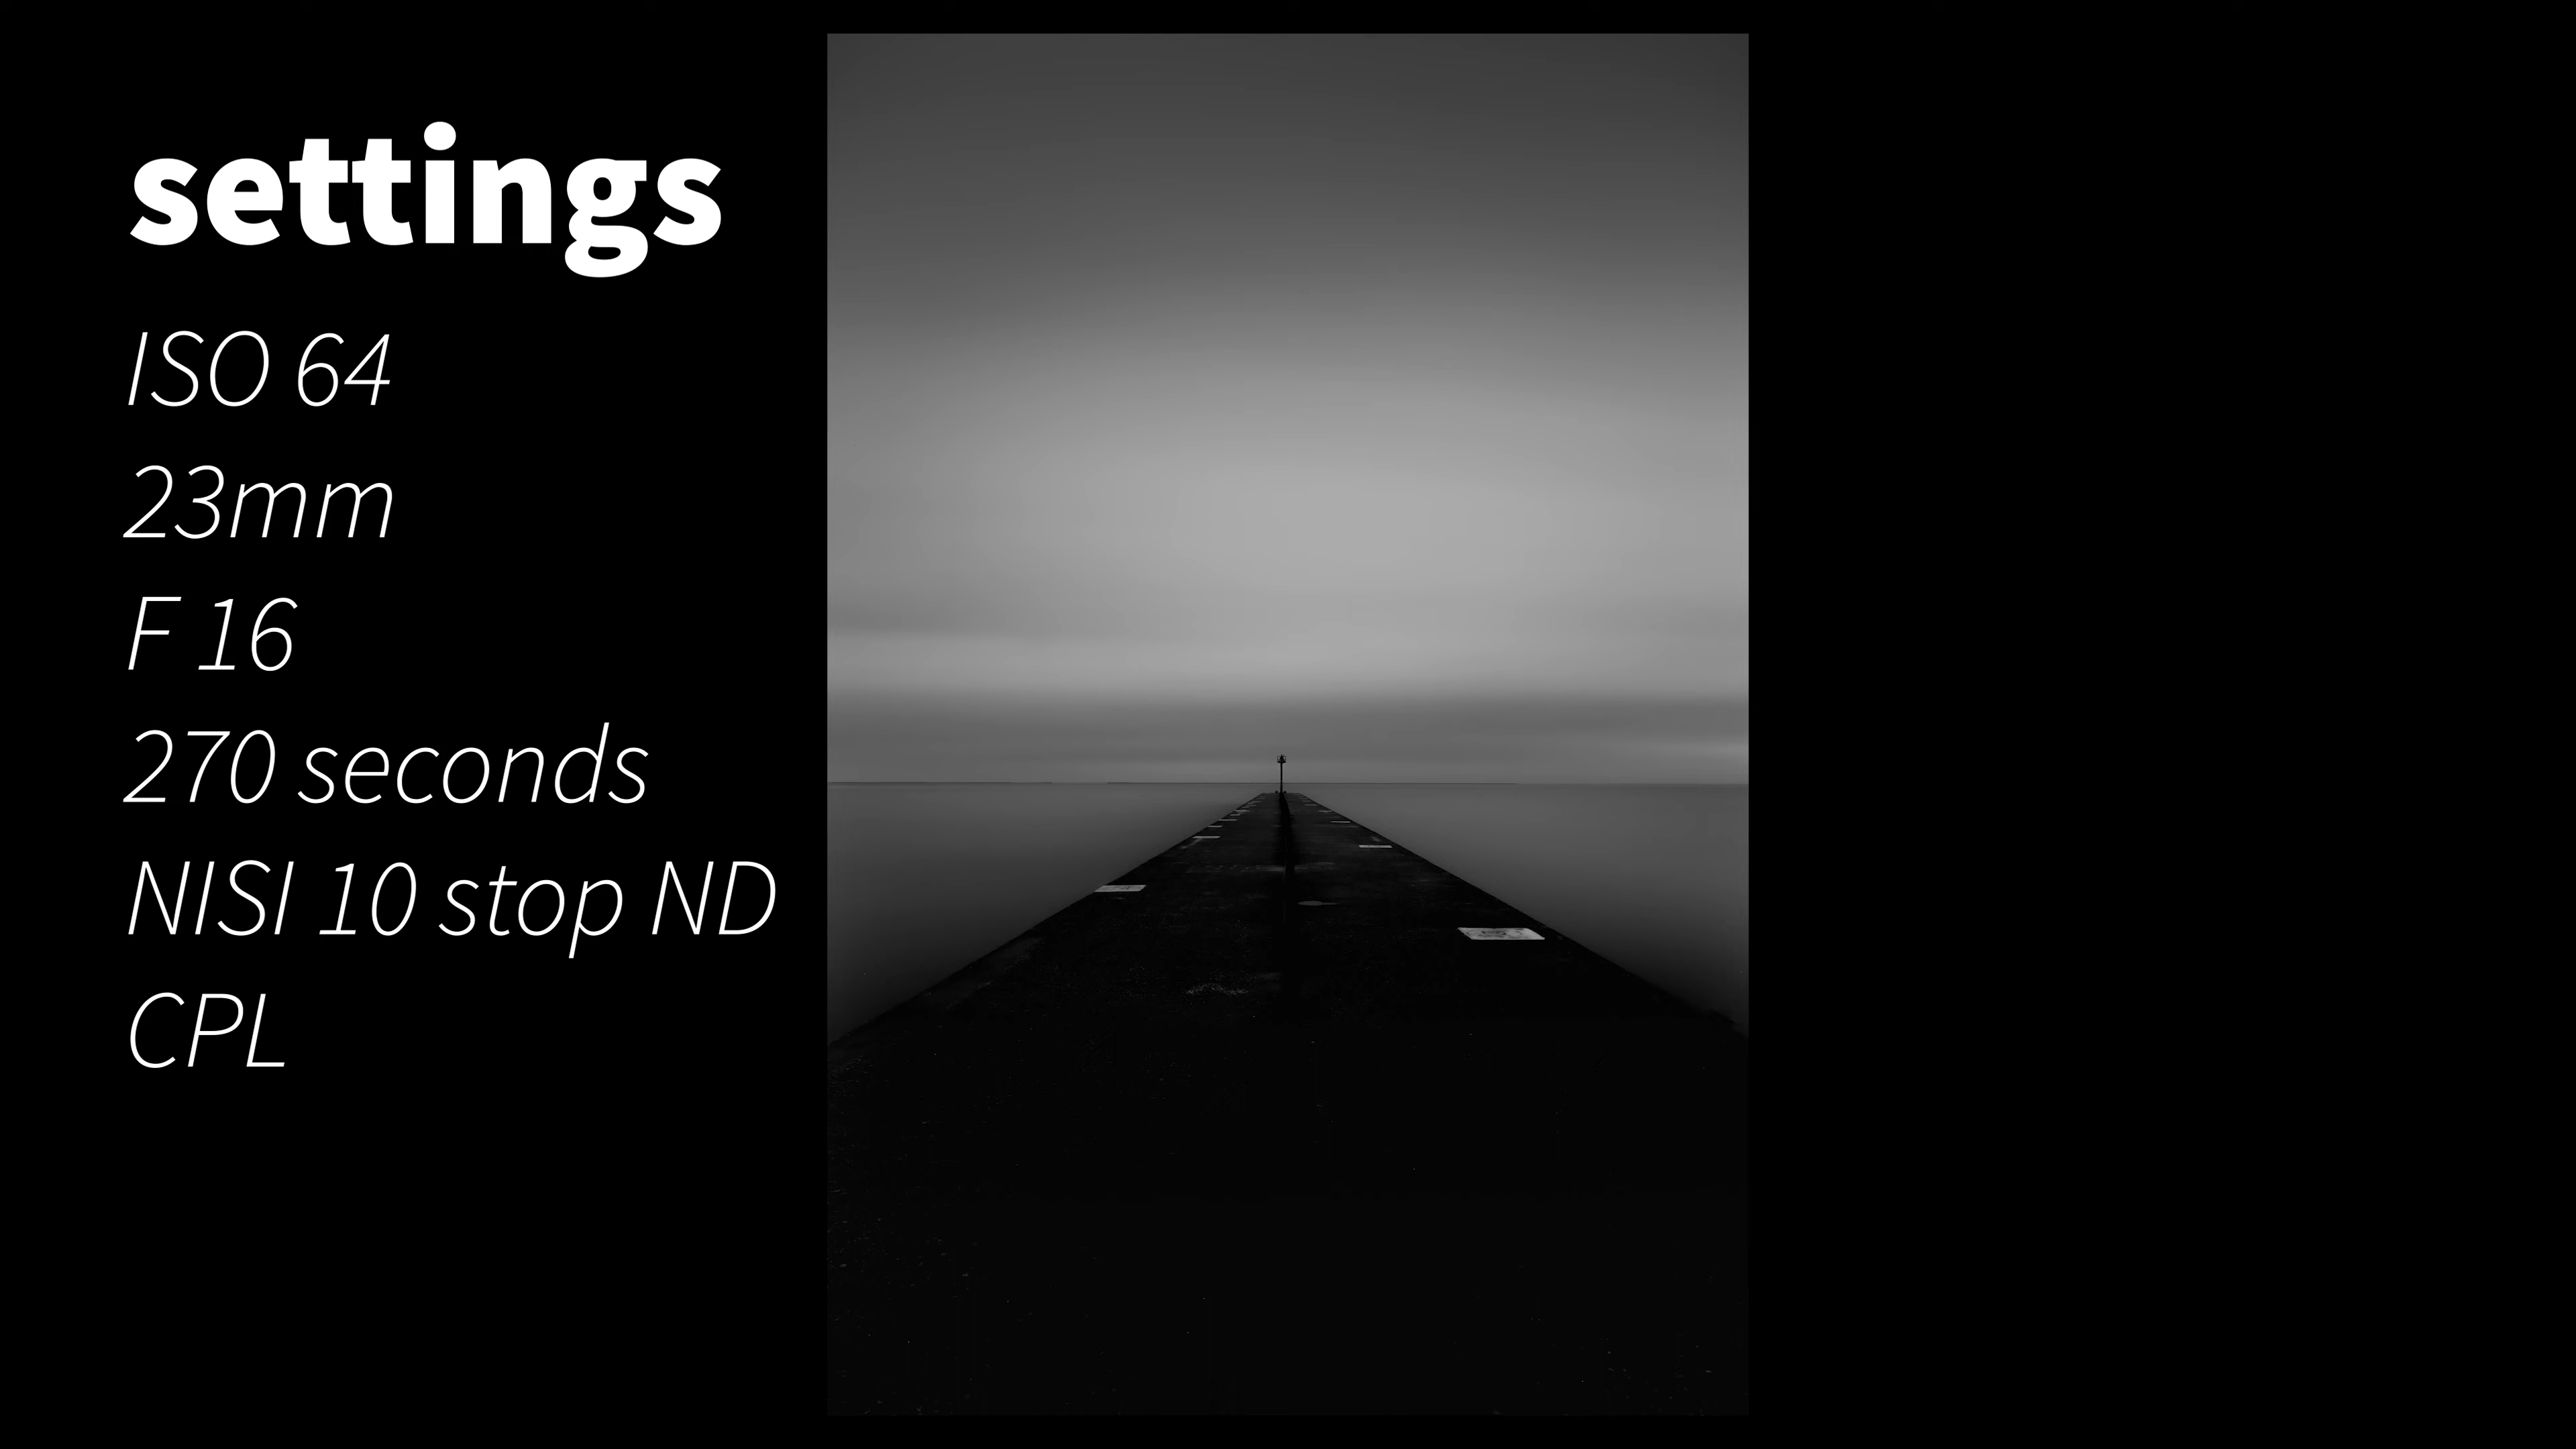 settings
ISO 64
23mm
F 16
270 seconds
NISI 10 stop ND
CPL